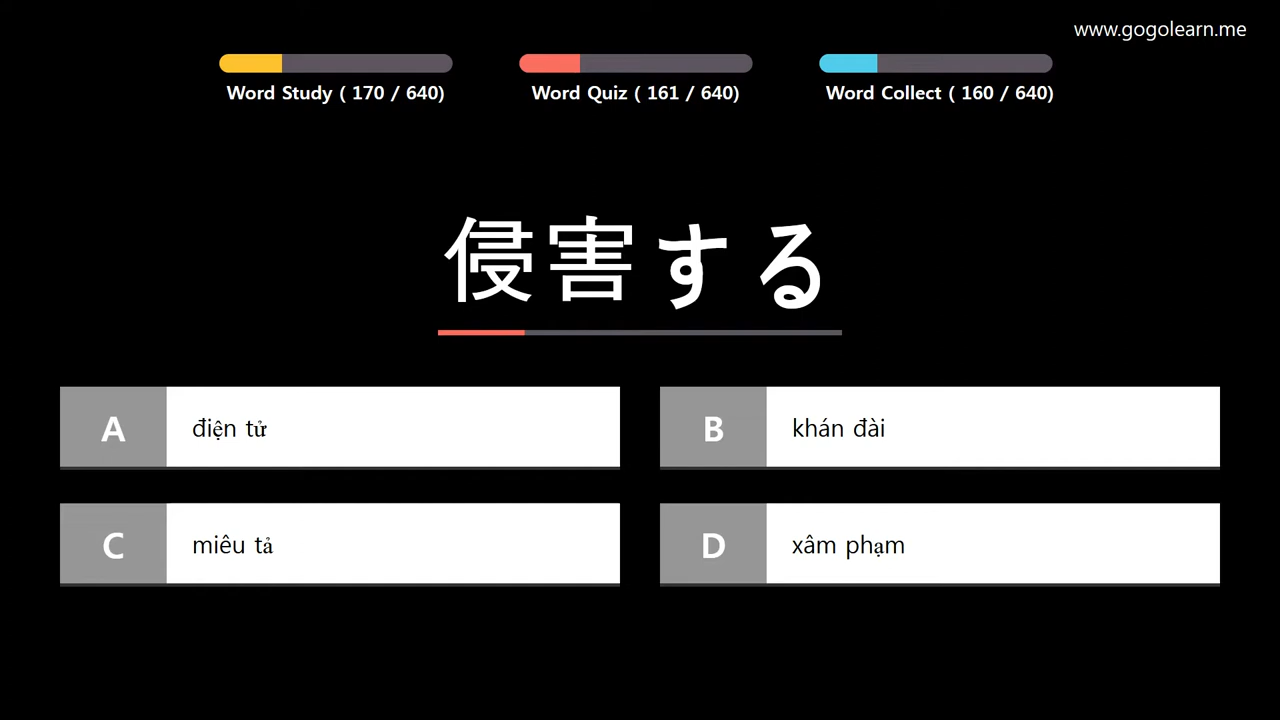 www.gogolearn.me
Word Study ( 170 / 640)
Word Quiz ( 161 / 640)
Word Collect ( 160 / 640)
侵害する
A
điện tử
B
khán đài
C
miêu tả
D
xâm phạm